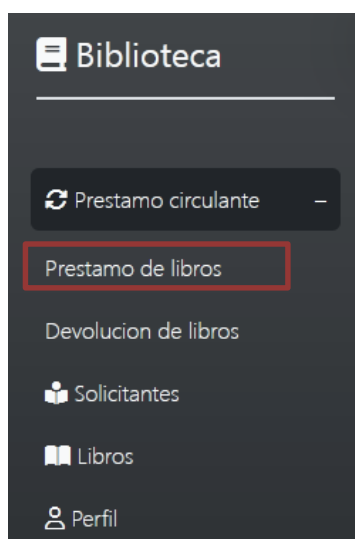 Biblioteca
Prestamo circulante –
Prestamo de libros
Devolucion de libros
Solicitantes
Libros
Perfil